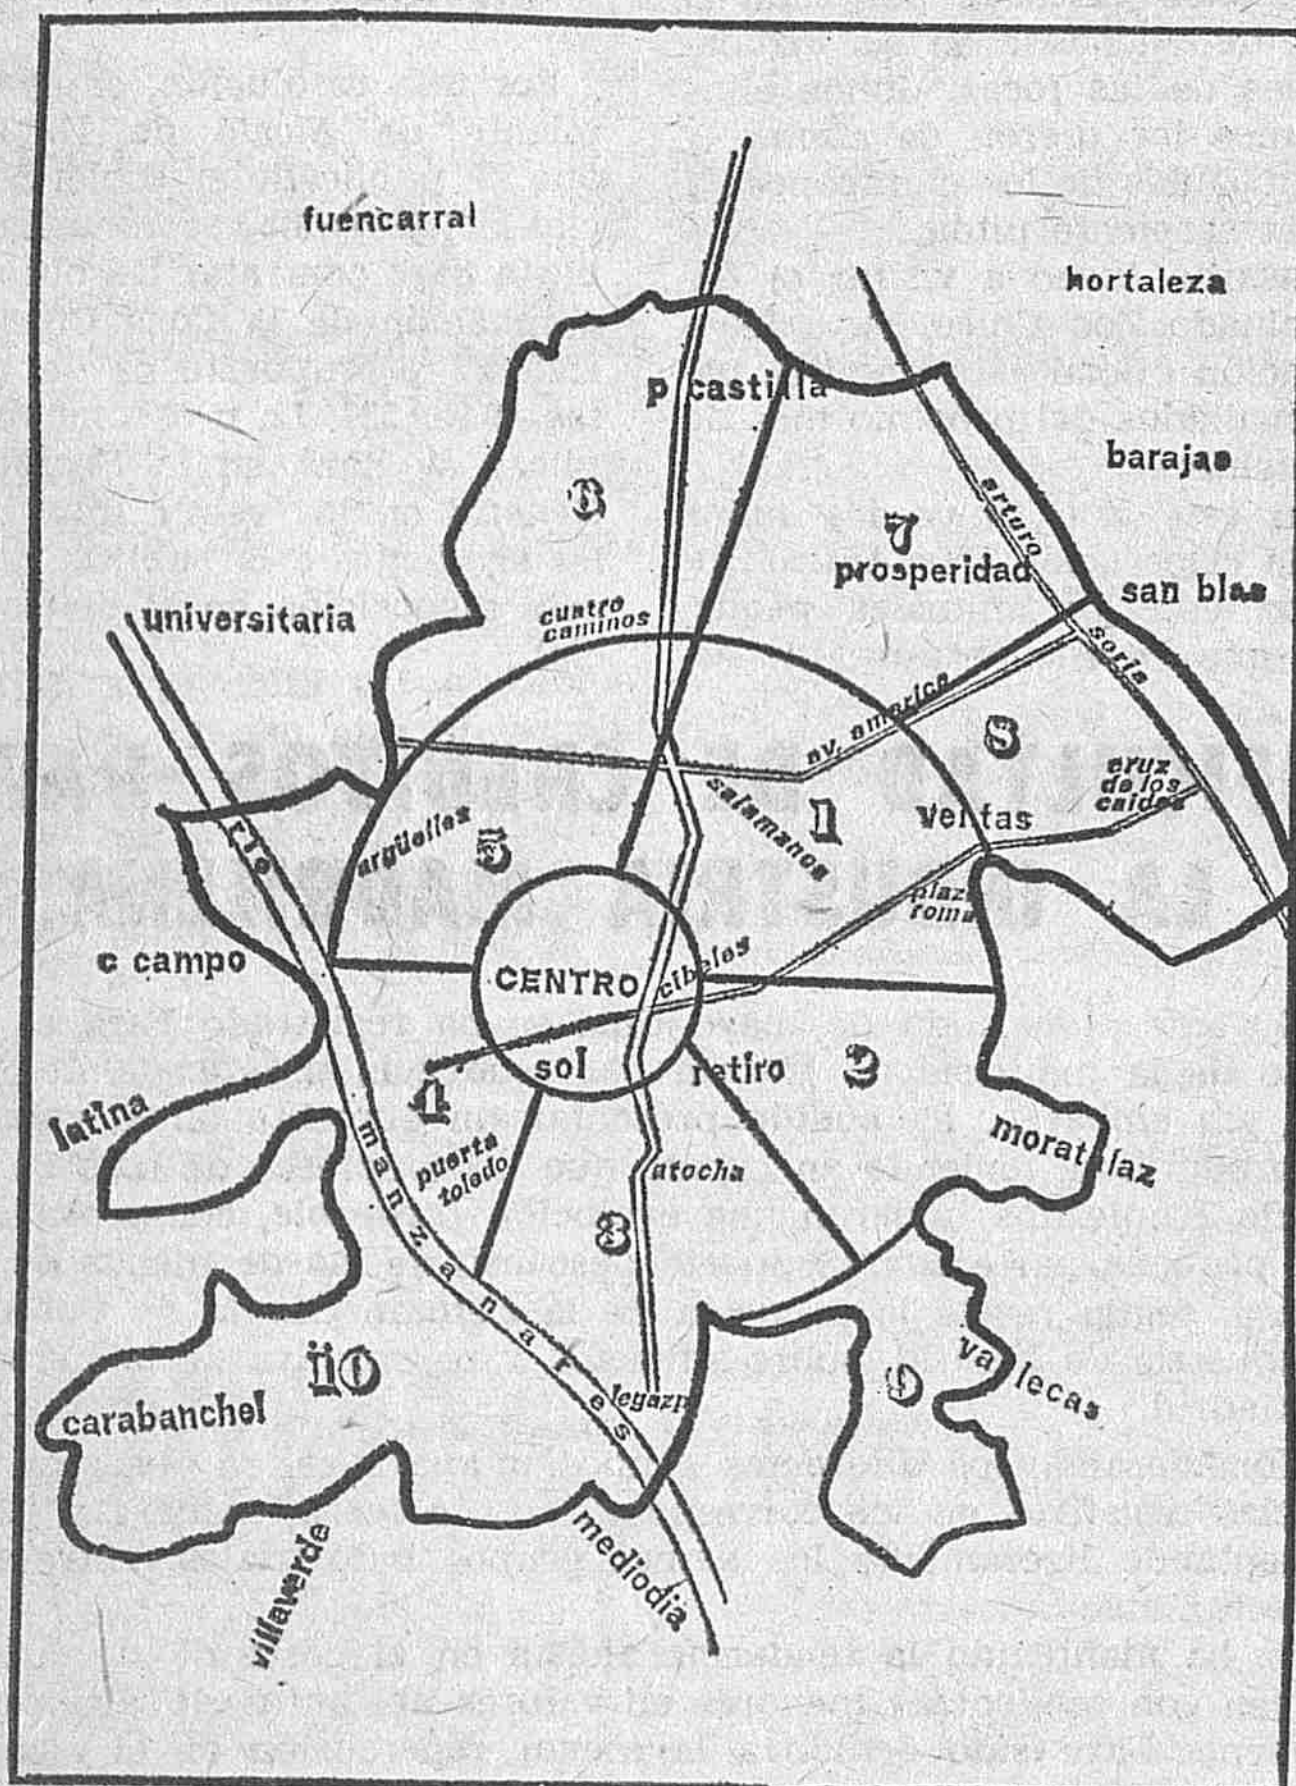 fuencarral
hortaleza
p castilla
barajas
6
arturo
7
prosperidad
san blas
universitaria
cuatro
caminos
soria
av. america
8
cruz
de los
caidos
salamanca
1
ventas
argüelles
5
rio
plaza
roma
c campo
CENTRO
cibeles
sol
retiro
2
4
latina
manzanares
puerta
toledo
atocha
moratalaz
3
vallecas
10
9
carabanchel
legazpi
villaverde
mediodia